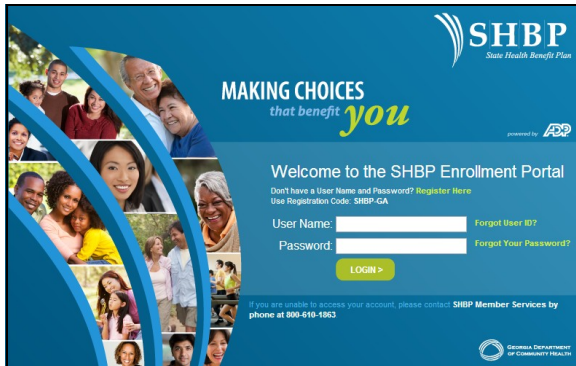 SHBP
State Health Benefit Plan
MAKING CHOICES
that benefit you
powered by ADP
Welcome to the SHBP Enrollment Portal
Don't have a User Name and Password? Register Here
Use Registration Code: SHBP-GA
User Name:
Forgot User ID?
Password:
Forgot Your Password?
LOGIN >
If you are unable to access your account, please contact SHBP Member Services by
phone at 800-610-1863
GEORGIA DEPARTMENT
OF COMMUNITY HEALTH